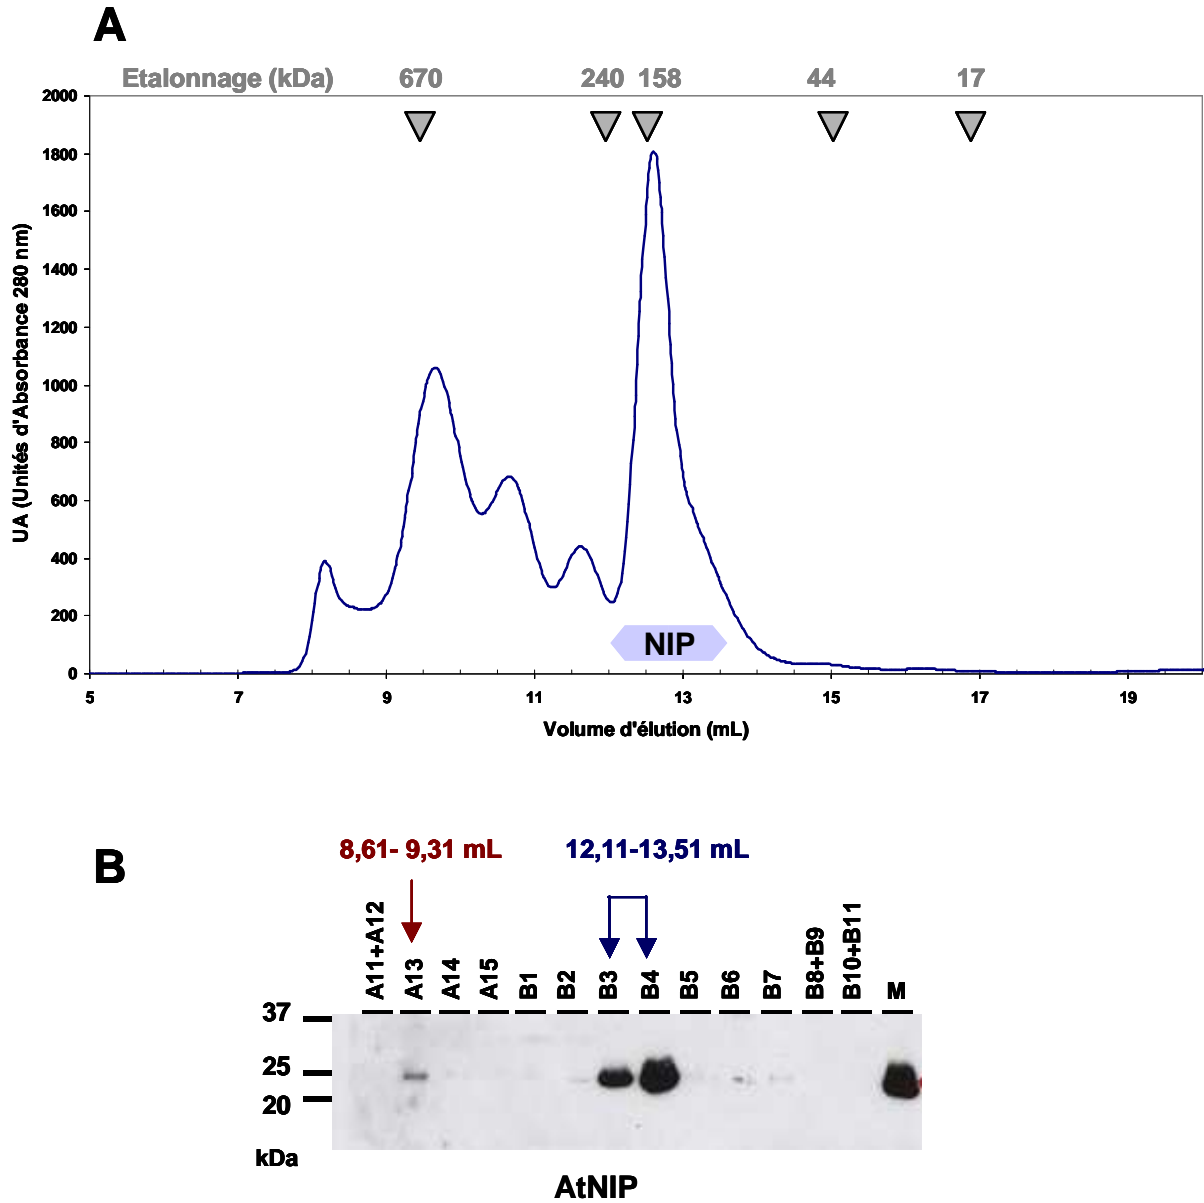 A
Etalonnage (kDa) 670 240 158 44 17
2000
1800
1600
1400
1200
1000
800
600
400
200
0
UA (Unités d'Absorbance 280 nm)
NIP
5 7 9 11 13 15 17 19
Volume d'élution (mL)
B
8,61- 9,31 mL 12,11-13,51 mL
A11+A12 A13 A14 A15 B1 B2 B3 B4 B5 B6 B7 B8+B9 B10+B11 M
37
25
20
kDa
AtNIP